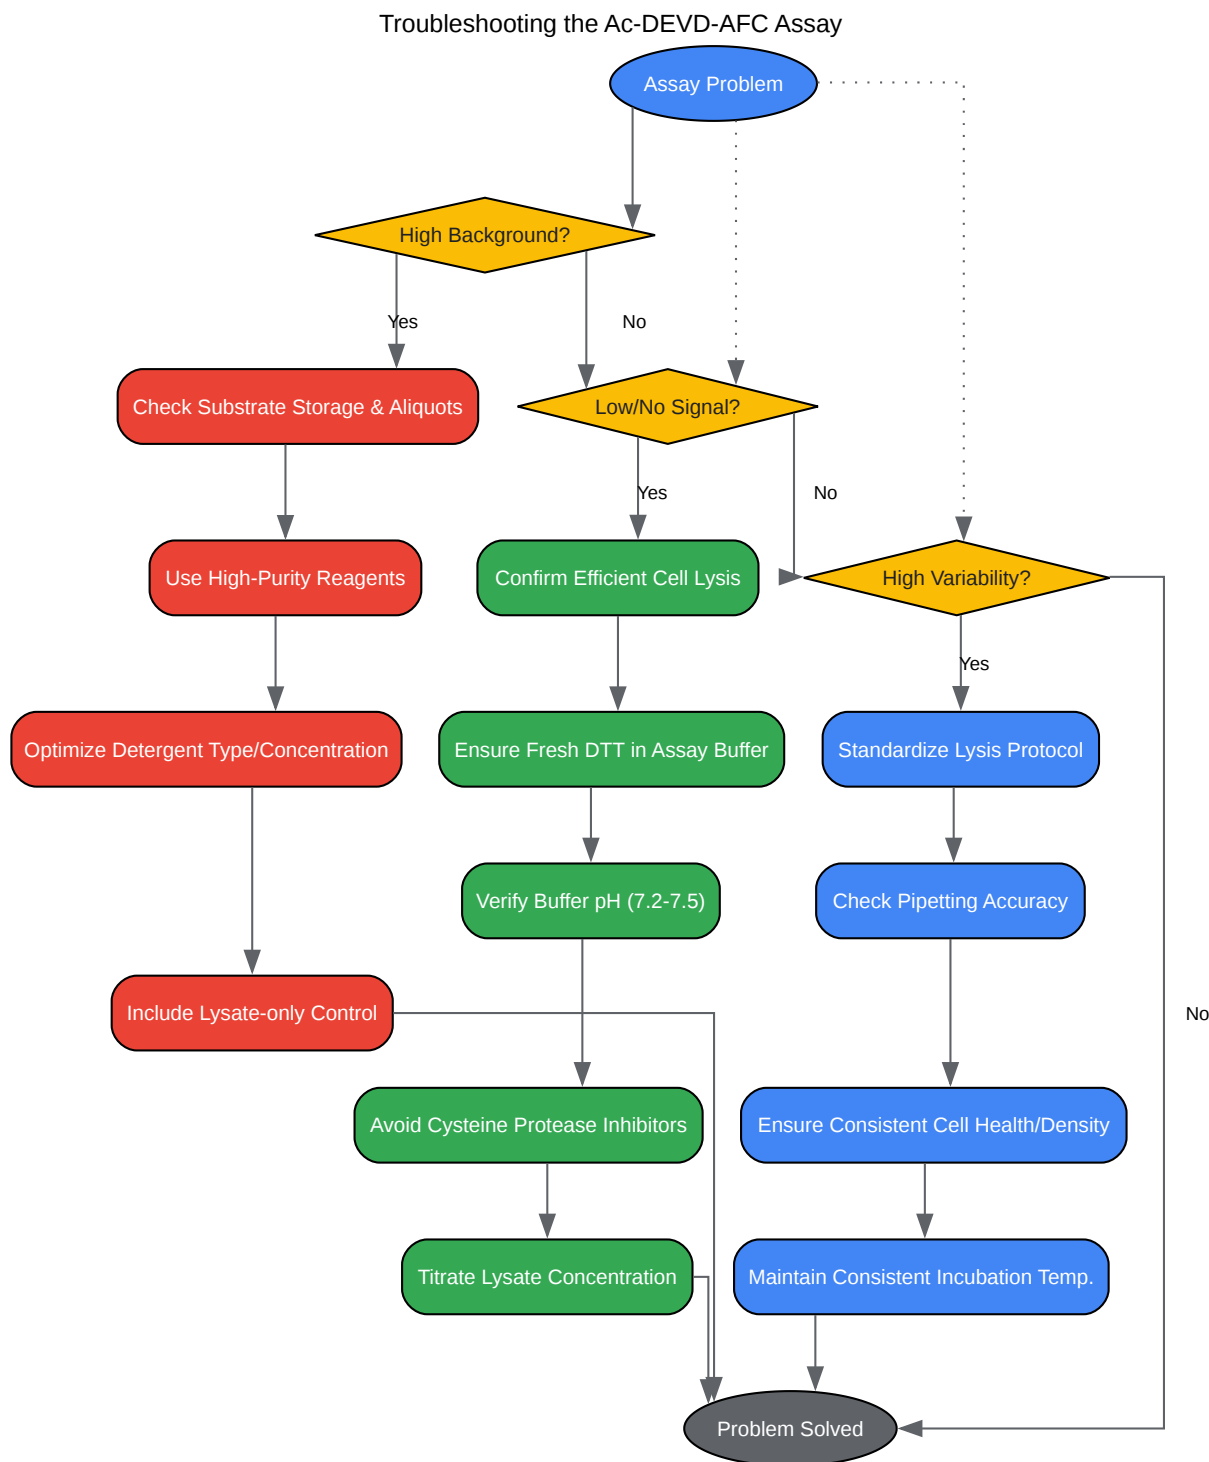 Troubleshooting the Ac-DEVD-AFC Assay
Assay Problem
High Background?
Yes
No
Check Substrate Storage & Aliquots
Low/No Signal?
Yes
No
Use High-Purity Reagents
Confirm Efficient Cell Lysis
High Variability?
Yes
Optimize Detergent Type/Concentration
Ensure Fresh DTT in Assay Buffer
Standardize Lysis Protocol
Verify Buffer pH (7.2-7.5)
Check Pipetting Accuracy
Include Lysate-only Control
No
Avoid Cysteine Protease Inhibitors
Ensure Consistent Cell Health/Density
Titrate Lysate Concentration
Maintain Consistent Incubation Temp.
Problem Solved